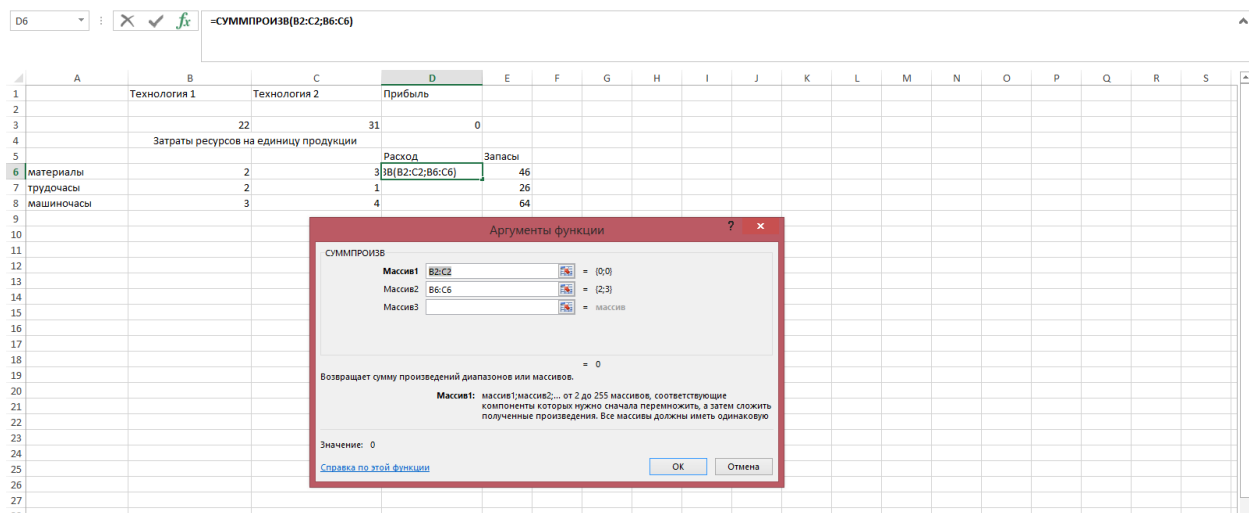 D6 fx =СУММПРОИЗВ(B2:C2;B6:C6)
A B C D E F G H I J K L M N O P Q R S
1 Технология 1 Технология 2 Прибыль
2
3 22 31 0
4 Затраты ресурсов на единицу продукции
5 Расход Запасы
6 материалы 2 3 ЗВ(B2:C2;B6:C6) 46
7 трудочасы 2 1 26
8 машиночасы 3 4 64
9
10
11
12
13
14
15
16
17
18
19
20
21
22
23
24
25
26
27
Аргументы функции ?
СУММПРОИЗВ
Массив1 B2:C2 = {0;0}
Массив2 B6:C6 = {2;3}
Массив3 = массив
= 0
Возвращает сумму произведений диапазонов или массивов.
Массив1: массив1;массив2;... от 2 до 255 массивов, соответствующие
компоненты которых нужно сначала перемножить, а затем сложить
полученные произведения. Все массивы должны иметь одинаковую
Значение: 0
Справка по этой функции
ОК Отмена